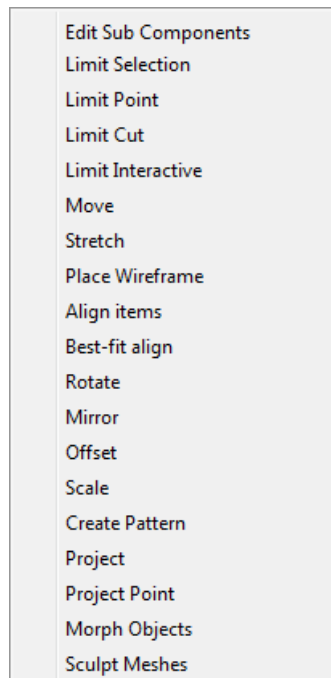 Edit Sub Components
Limit Selection
Limit Point
Limit Cut
Limit Interactive
Move
Stretch
Place Wireframe
Align items
Best-fit align
Rotate
Mirror
Offset
Scale
Create Pattern
Project
Project Point
Morph Objects
Sculpt Meshes